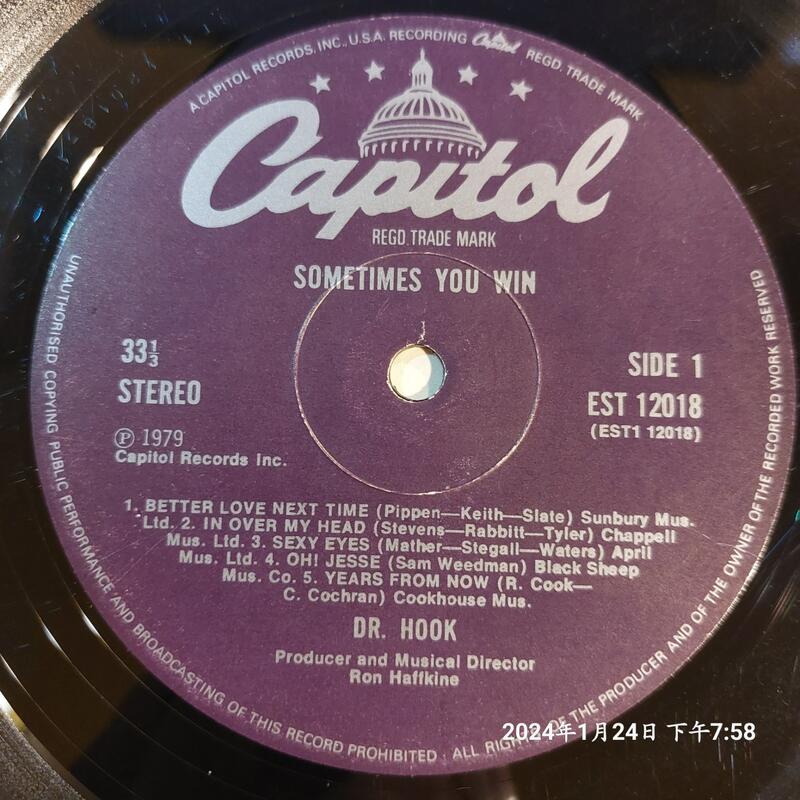 A CAPITOL RECORDS, INC., U.S.A. RECORDING Capitol REGD. TRADE MARK
Capitol
REGD. TRADE MARK
SOMETIMES YOU WIN
33⅓
STEREO
Ⓟ 1979
Capitol Records Inc.
SIDE 1
EST 12018
(EST1 12018)
1. BETTER LOVE NEXT TIME (Pippen—Keith—Slate) Sunbury Mus.
Ltd. 2. IN OVER MY HEAD (Stevens—Rabbitt—Tyler) Chappell
Mus. Ltd. 3. SEXY EYES (Mather—Stegall—Waters) April
Mus. Ltd. 4. OH! JESSE (Sam Weedman) Black Sheep
Mus. Co. 5. YEARS FROM NOW (R. Cook—
C. Cochran) Cookhouse Mus.
DR. HOOK
Producer and Musical Director
Ron Haffkine
UNAUTHORISED COPYING PUBLIC PERFORMANCE AND BROADCASTING OF THIS RECORD PROHIBITED · ALL RIGHTS OF THE PRODUCER AND OF THE OWNER OF THE RECORDED WORK RESERVED
2024年1月24日 下午7:58